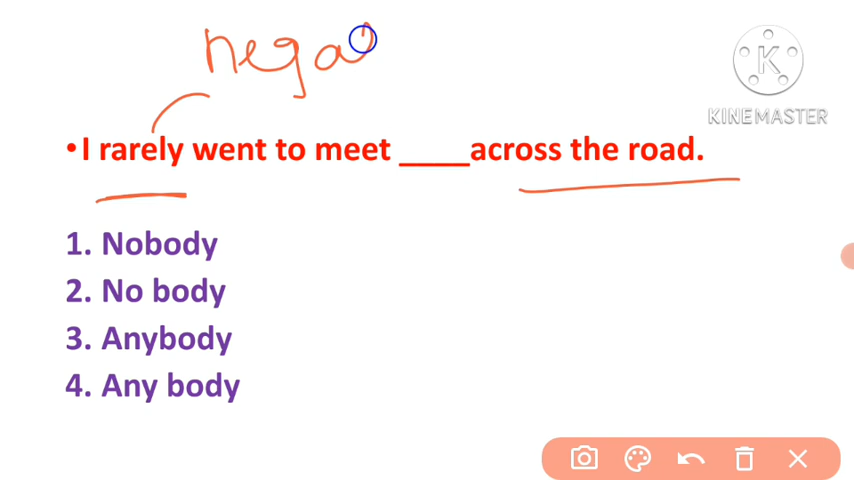 nega
KINEMASTER
•I rarely went to meet ____across the road.
1. Nobody
2. No body
3. Anybody
4. Any body